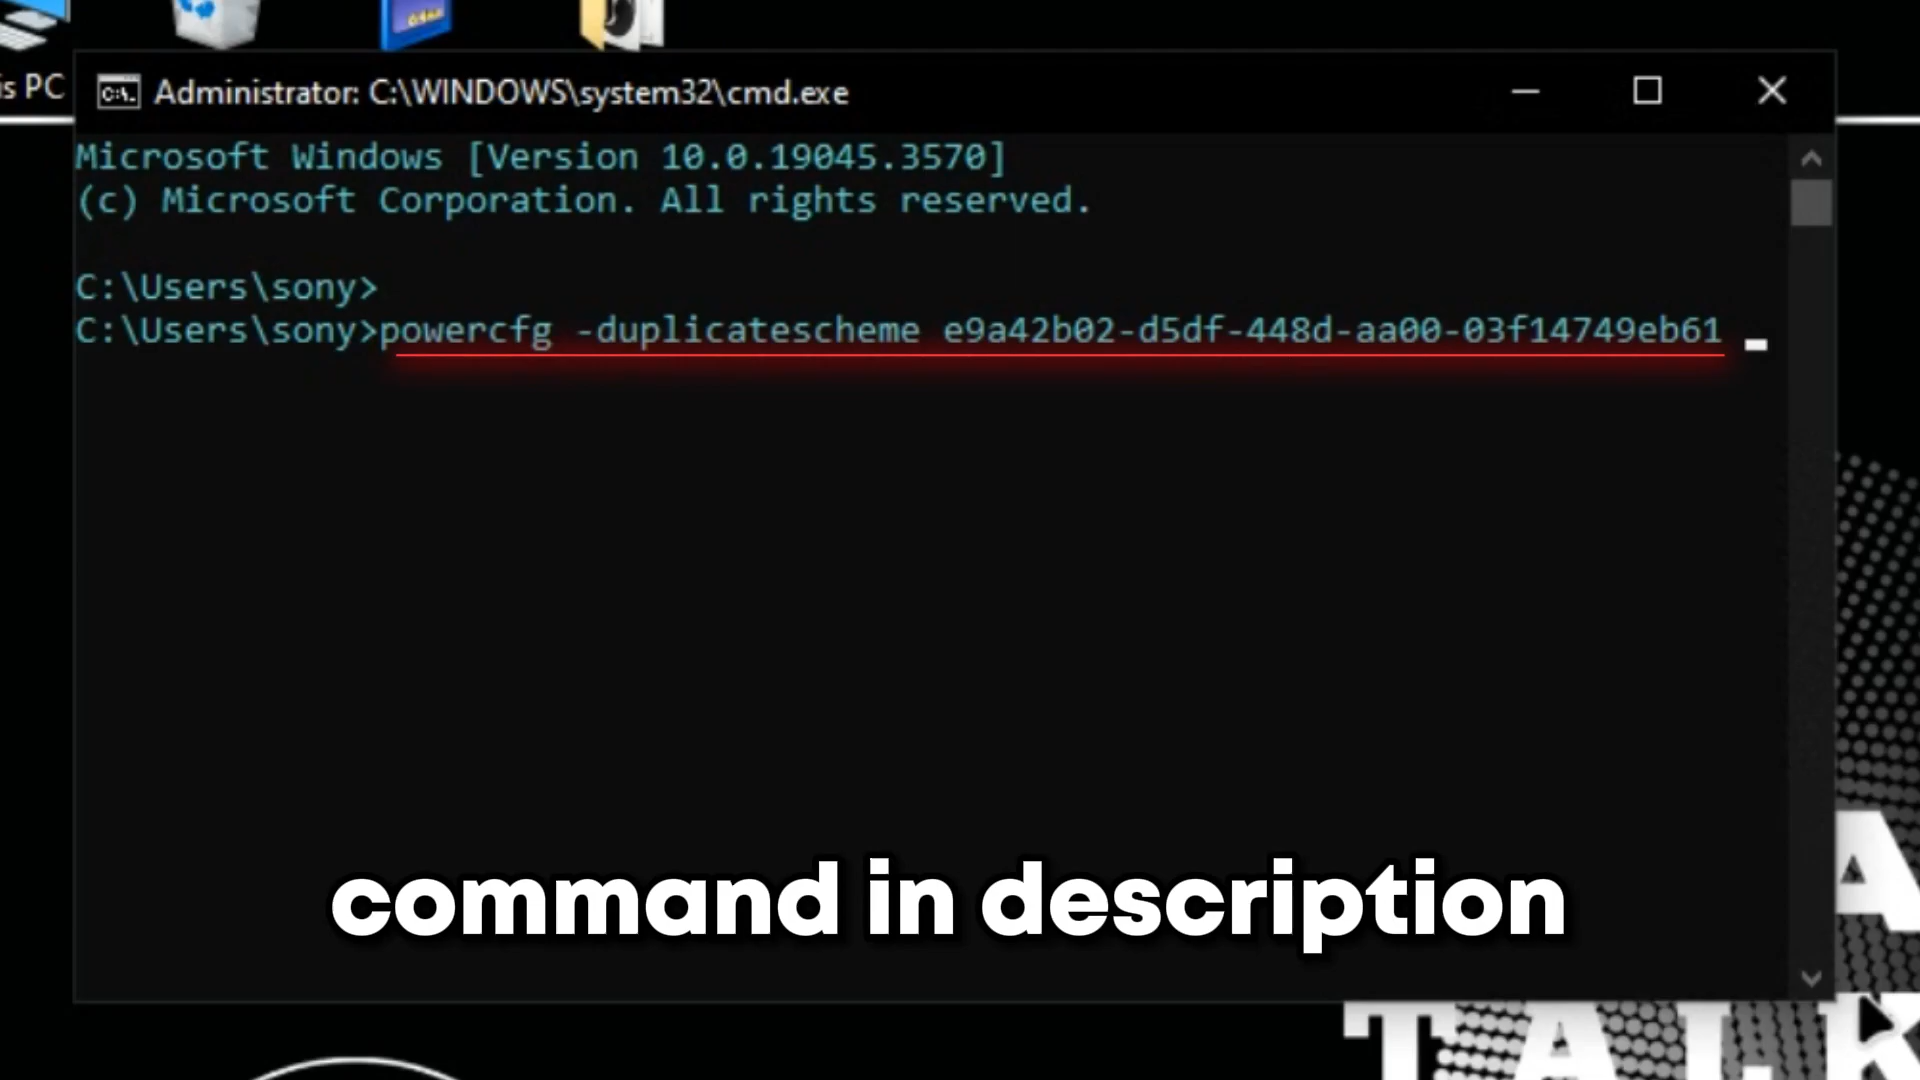 is PC
Administrator: C:\WINDOWS\system32\cmd.exe
Microsoft Windows [Version 10.0.19045.3570]
(c) Microsoft Corporation. All rights reserved.
C:\Users\sony>
C:\Users\sony>powercfg -duplicatescheme e9a42b02-d5df-448d-aa00-03f14749eb61
command in description
A
TALK